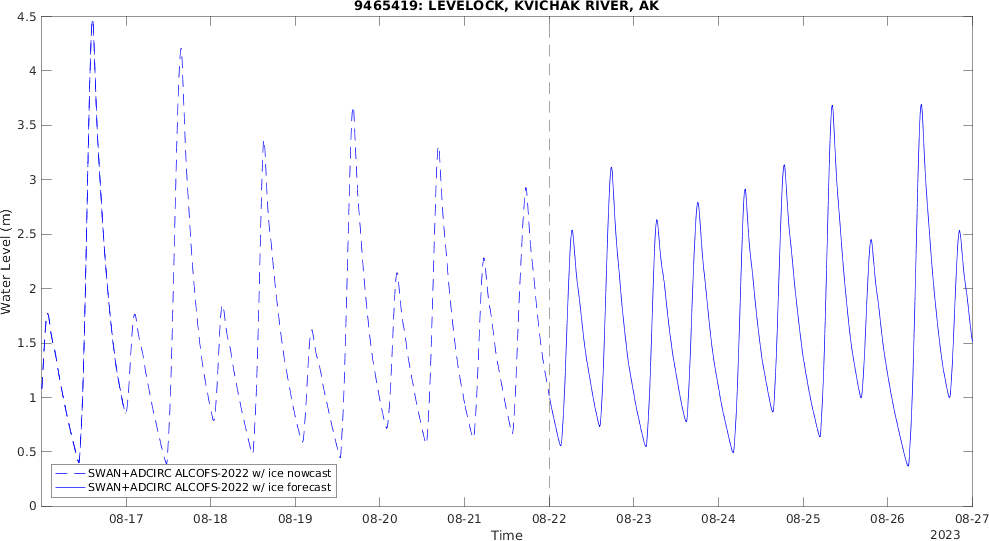 9465419: LEVELOCK, KVICHAK RIVER, AK
4.5
4
3.5
3
2.5
2
1.5
1
0.5
0
Water Level (m)
SWAN+ADCIRC ALCOFS-2022 w/ ice nowcast
SWAN+ADCIRC ALCOFS-2022 w/ ice forecast
08-17 08-18 08-19 08-20 08-21 08-22 08-23 08-24 08-25 08-26 08-27
Time
2023